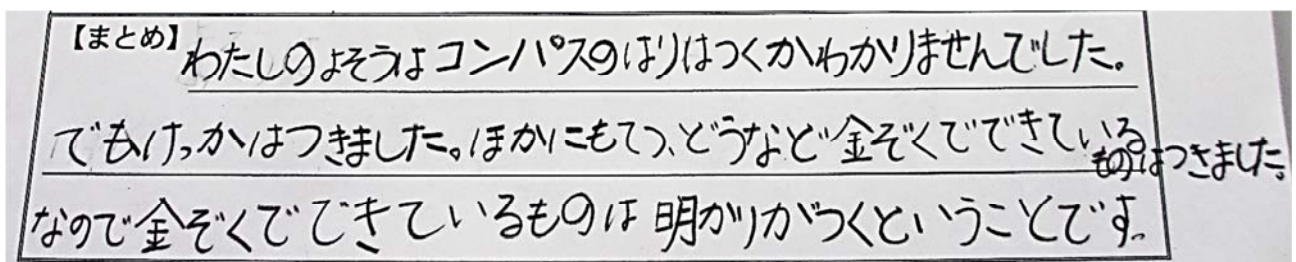 【まとめ】わたしのよそうはコンパスのはりはつくかわかりませんでした。
でもけっかはつきました。ほかにもてつ、どうなど金ぞくでできているものはつきました。
なので金ぞくでできているものは明かりがつくということです。